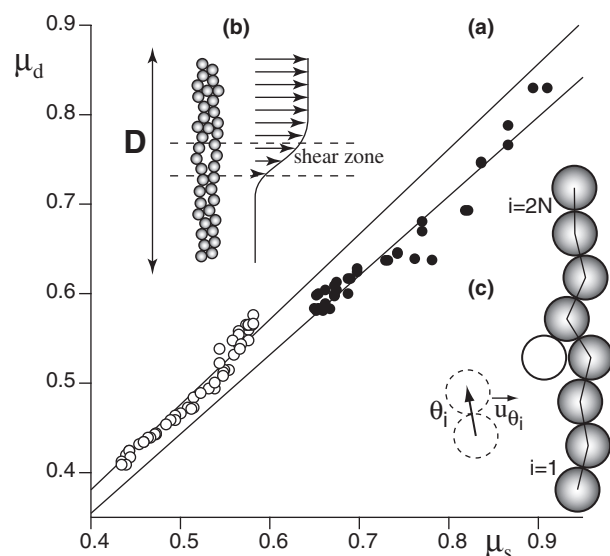 0.9
(b)
(a)
μd
0.8
D
shear zone
0.7
i=2N
0.6
(c)
0.5
θi
uθi
0.4
i=1
0.4
0.5
0.6
0.7
0.8
μs
0.9